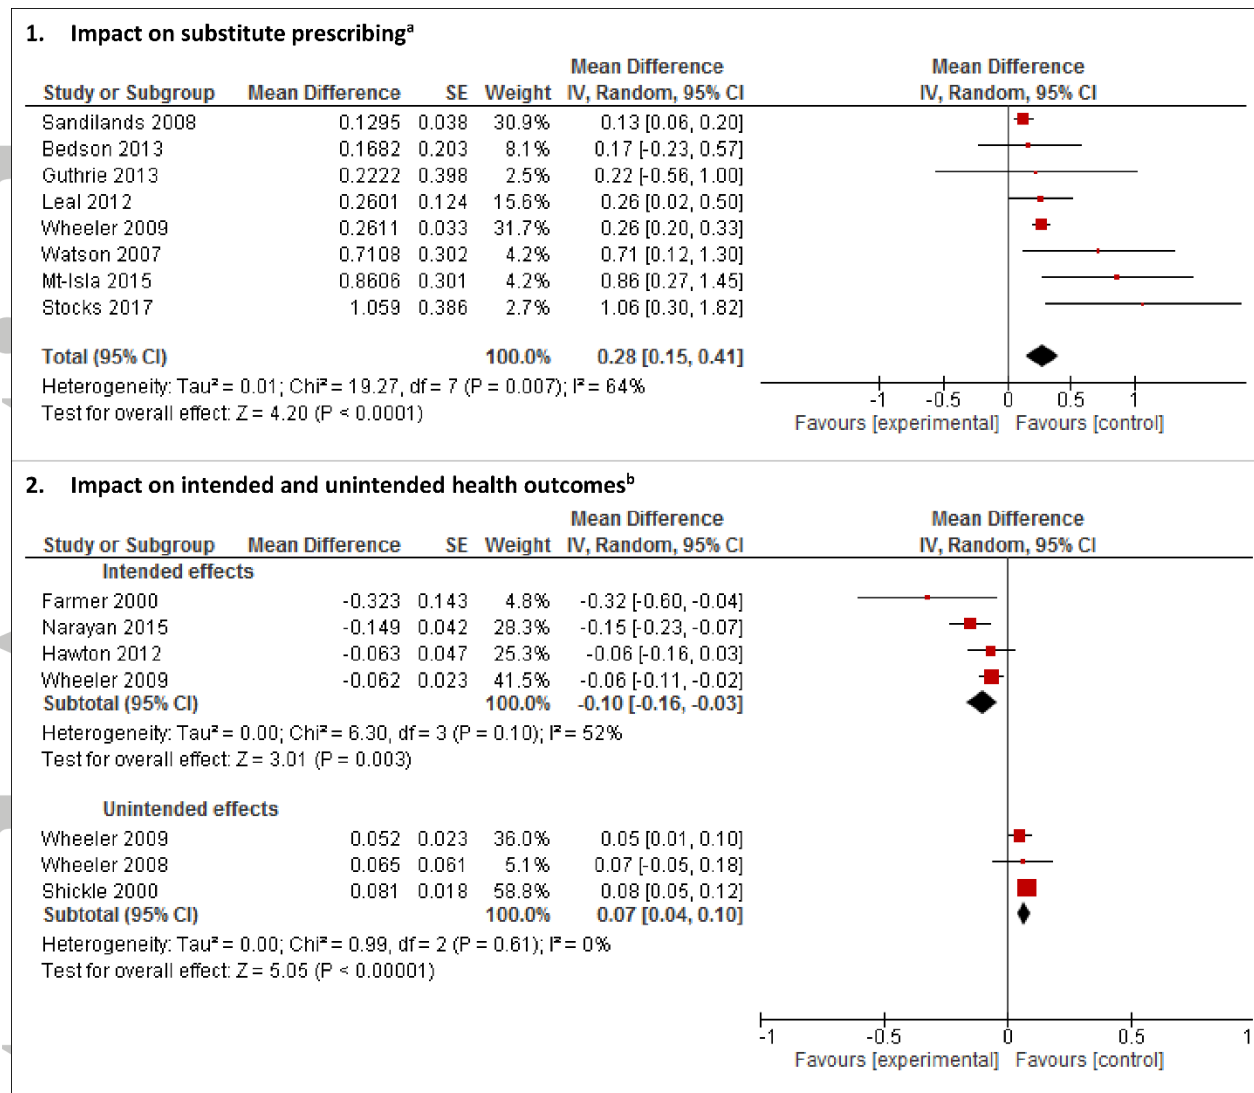 1. Impact on substitute prescribingᵃ
Mean Difference Mean Difference
Study or Subgroup Mean Difference SE Weight IV, Random, 95% CI IV, Random, 95% CI
Sandilands 2008 0.1295 0.038 30.9% 0.13 [0.06, 0.20]
Bedson 2013 0.1682 0.203 8.1% 0.17 [-0.23, 0.57]
Guthrie 2013 0.2222 0.398 2.5% 0.22 [-0.56, 1.00]
Leal 2012 0.2601 0.124 15.6% 0.26 [0.02, 0.50]
Wheeler 2009 0.2611 0.033 31.7% 0.26 [0.20, 0.33]
Watson 2007 0.7108 0.302 4.2% 0.71 [0.12, 1.30]
Mt-Isla 2015 0.8606 0.301 4.2% 0.86 [0.27, 1.45]
Stocks 2017 1.059 0.386 2.7% 1.06 [0.30, 1.82]
Total (95% CI) 100.0% 0.28 [0.15, 0.41]
Heterogeneity: Tau² = 0.01; Chi² = 19.27, df = 7 (P = 0.007); I² = 64%
Test for overall effect: Z = 4.20 (P < 0.0001)
-1 -0.5 0 0.5 1
Favours [experimental] Favours [control]
2. Impact on intended and unintended health outcomesᵇ
Mean Difference Mean Difference
Study or Subgroup Mean Difference SE Weight IV, Random, 95% CI IV, Random, 95% CI
Intended effects
Farmer 2000 -0.323 0.143 4.8% -0.32 [-0.60, -0.04]
Narayan 2015 -0.149 0.042 28.3% -0.15 [-0.23, -0.07]
Hawton 2012 -0.063 0.047 25.3% -0.06 [-0.16, 0.03]
Wheeler 2009 -0.062 0.023 41.5% -0.06 [-0.11, -0.02]
Subtotal (95% CI) 100.0% -0.10 [-0.16, -0.03]
Heterogeneity: Tau² = 0.00; Chi² = 6.30, df = 3 (P = 0.10); I² = 52%
Test for overall effect: Z = 3.01 (P = 0.003)
Unintended effects
Wheeler 2009 0.052 0.023 36.0% 0.05 [0.01, 0.10]
Wheeler 2008 0.065 0.061 5.1% 0.07 [-0.05, 0.18]
Shickle 2000 0.081 0.018 58.8% 0.08 [0.05, 0.12]
Subtotal (95% CI) 100.0% 0.07 [0.04, 0.10]
Heterogeneity: Tau² = 0.00; Chi² = 0.99, df = 2 (P = 0.61); I² = 0%
Test for overall effect: Z = 5.05 (P < 0.00001)
-1 -0.5 0 0.5 1
Favours [experimental] Favours [control]